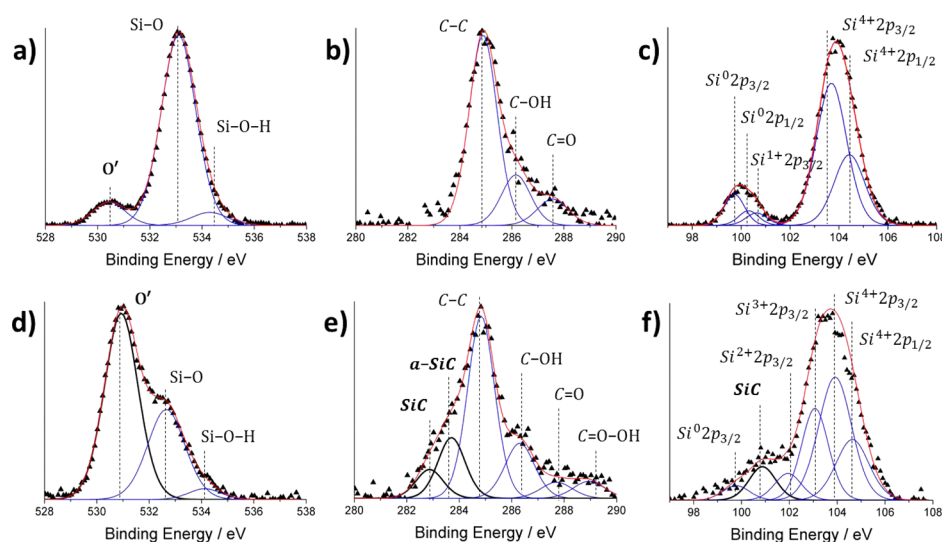 a)
Si–O
Si–O–H
O′
528 530 532 534 536 538
Binding Energy / eV
b)
C–C
C–OH
C=O
280 282 284 286 288 290
Binding Energy / eV
c)
Si⁴⁺2p₃/₂
Si⁴⁺2p₁/₂
Si⁰2p₃/₂
Si⁰2p₁/₂
Si¹⁺2p₃/₂
98 100 102 104 106 108
Binding Energy / eV
d)
O′
Si–O
Si–O–H
528 530 532 534 536 538
Binding Energy / eV
e)
C–C
a–SiC
SiC
C–OH
C=O
C=O–OH
280 282 284 286 288 290
Binding Energy / eV
f)
Si⁴⁺2p₃/₂
Si³⁺2p₃/₂
Si⁴⁺2p₁/₂
Si²⁺2p₃/₂
SiC
Si⁰2p₃/₂
98 100 102 104 106 108
Binding Energy / eV